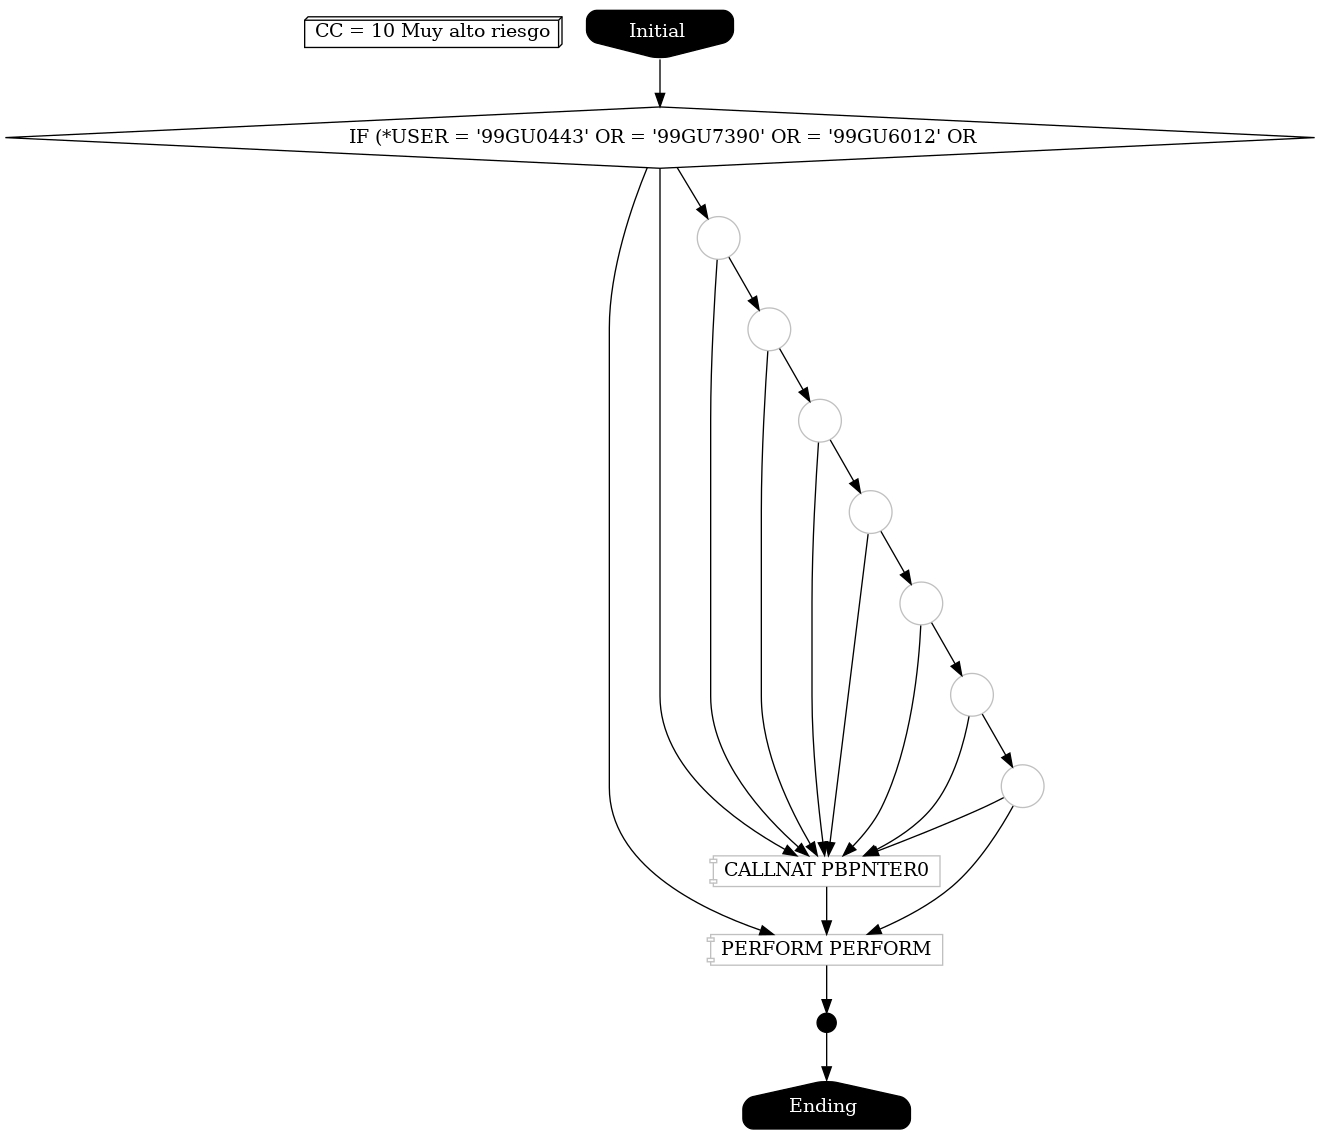 CC = 10 Muy alto riesgo
Initial
IF (*USER = '99GU0443' OR = '99GU7390' OR = '99GU6012' OR
CALLNAT PBPNTER0
PERFORM PERFORM
Ending